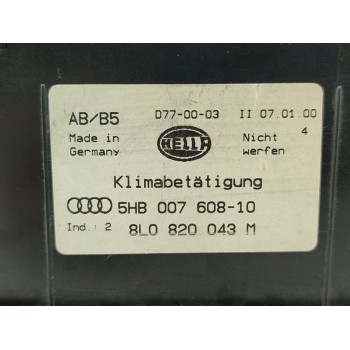 AB/B5 D77-00-03 II 07.01.00
Made in Germany HELLA Nicht werfen 4
Klimabetätigung
5HB 007 608-10
Ind.: 2 8L0 820 043 M